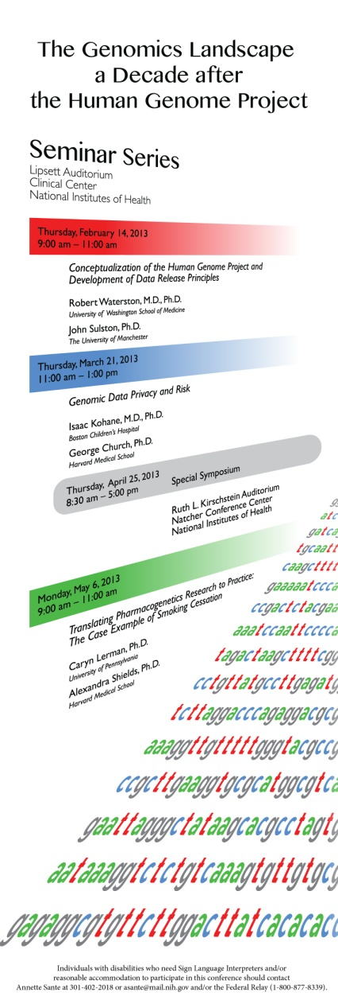 The Genomics Landscape
a Decade after
the Human Genome Project
Seminar Series
Lipsett Auditorium
Clinical Center
National Institutes of Health
Thursday, February 14, 2013
9:00 am – 11:00 am
Conceptualization of the Human Genome Project and
Development of Data Release Principles
Robert Waterston, M.D., Ph.D.
University of Washington School of Medicine
John Sulston, Ph.D.
The University of Manchester
Thursday, March 21, 2013
11:00 am – 1:00 pm
Genomic Data Privacy and Risk
Isaac Kohane, M.D., Ph.D.
Boston Children's Hospital
George Church, Ph.D.
Harvard Medical School
Thursday, April 25, 2013
8:30 am – 5:00 pm
Special Symposium
Ruth L. Kirschstein Auditorium
Natcher Conference Center
National Institutes of Health
Monday, May 6, 2013
9:00 am – 11:00 am
Translating Pharmacogenetics Research to Practice:
The Case Example of Smoking Cessation
Caryn Lerman, Ph.D.
University of Pennsylvania
Alexandra Shields, Ph.D.
Harvard Medical School
atc
gatca
tgcaatt
caagctttt
gaaaaatcccca
ccgactctacgaa
aaatccaattcccca
tagactaagcttttcgg
cctgttatgccttgagatg
tcttaggacccagaggacgcg
aaaggttgtttttgggtacgccg
ccgcttgaaggtgcgcatggcgtca
gaattagggctataagcacgcctagtg
aataaaggtctctgtcaaagtgttgtgcg
gagaggcgtgttcttggacttatcacacacc
Individuals with disabilities who need Sign Language Interpreters and/or
reasonable accommodation to participate in this conference should contact
Annette Sante at 301-402-2018 or asante@mail.nih.gov and/or the Federal Relay (1-800-877-8339).